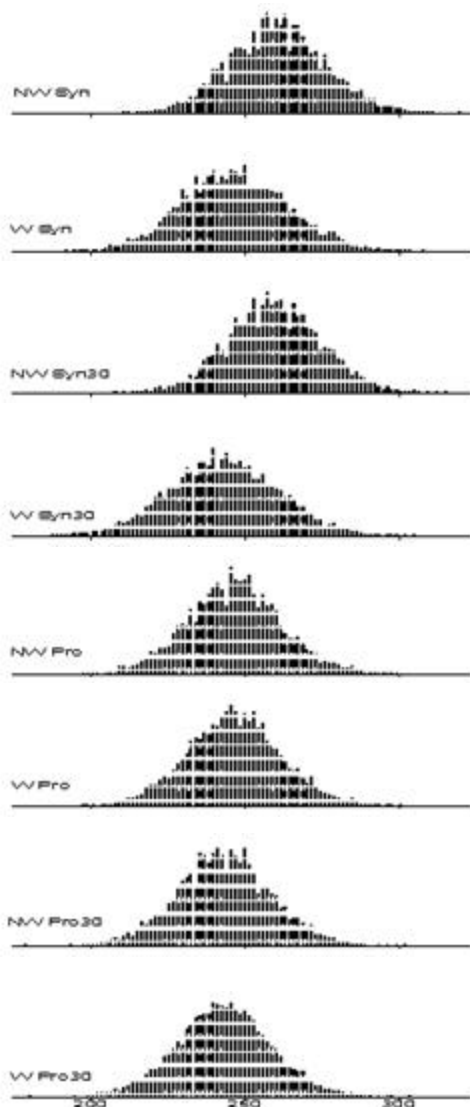 NW Syn
W Syn
NW Syn30
W Syn30
NW Pro
W Pro
NW Pro30
W Pro30
200 250 300